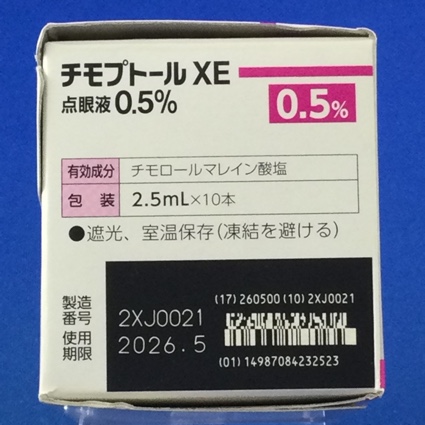 チモプトール XE
点眼液 0.5%
0.5%
有効成分 チモロールマレイン酸塩
包装 2.5mL×10本
●遮光、室温保存(凍結を避ける)
製造番号 2XJ0021
使用期限 2026.5
(17) 260500 (10) 2XJ0021
(01) 14987084232523